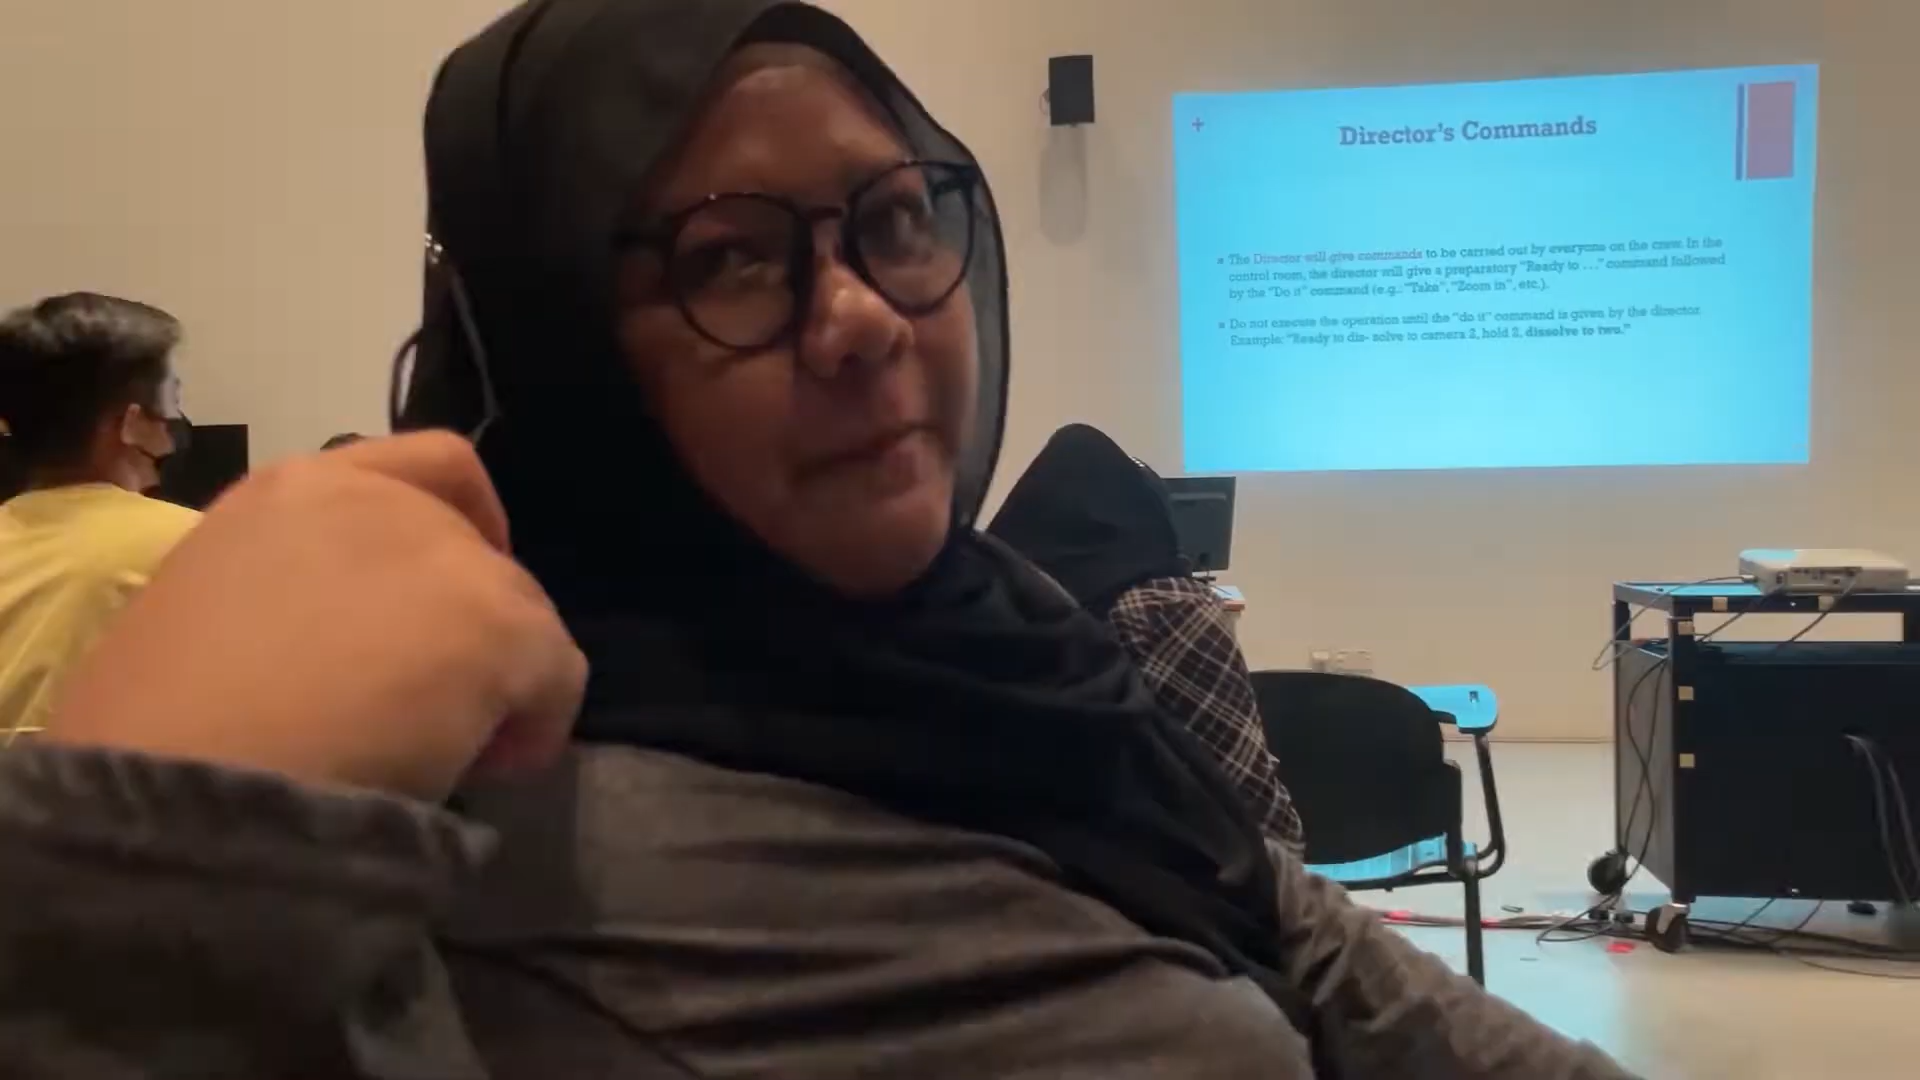 +
Director's Commands
The Director will give commands to be carried out by everyone on the crew. In the
control room, the director will give a preparatory "Ready to . . ." command followed
by the "Do it" command (e.g.: "Take", "Zoom in", etc.).
Do not execute the operation until the "do it" command is given by the director.
Example: "Ready to dis- solve to camera 2, hold 2, dissolve to two."